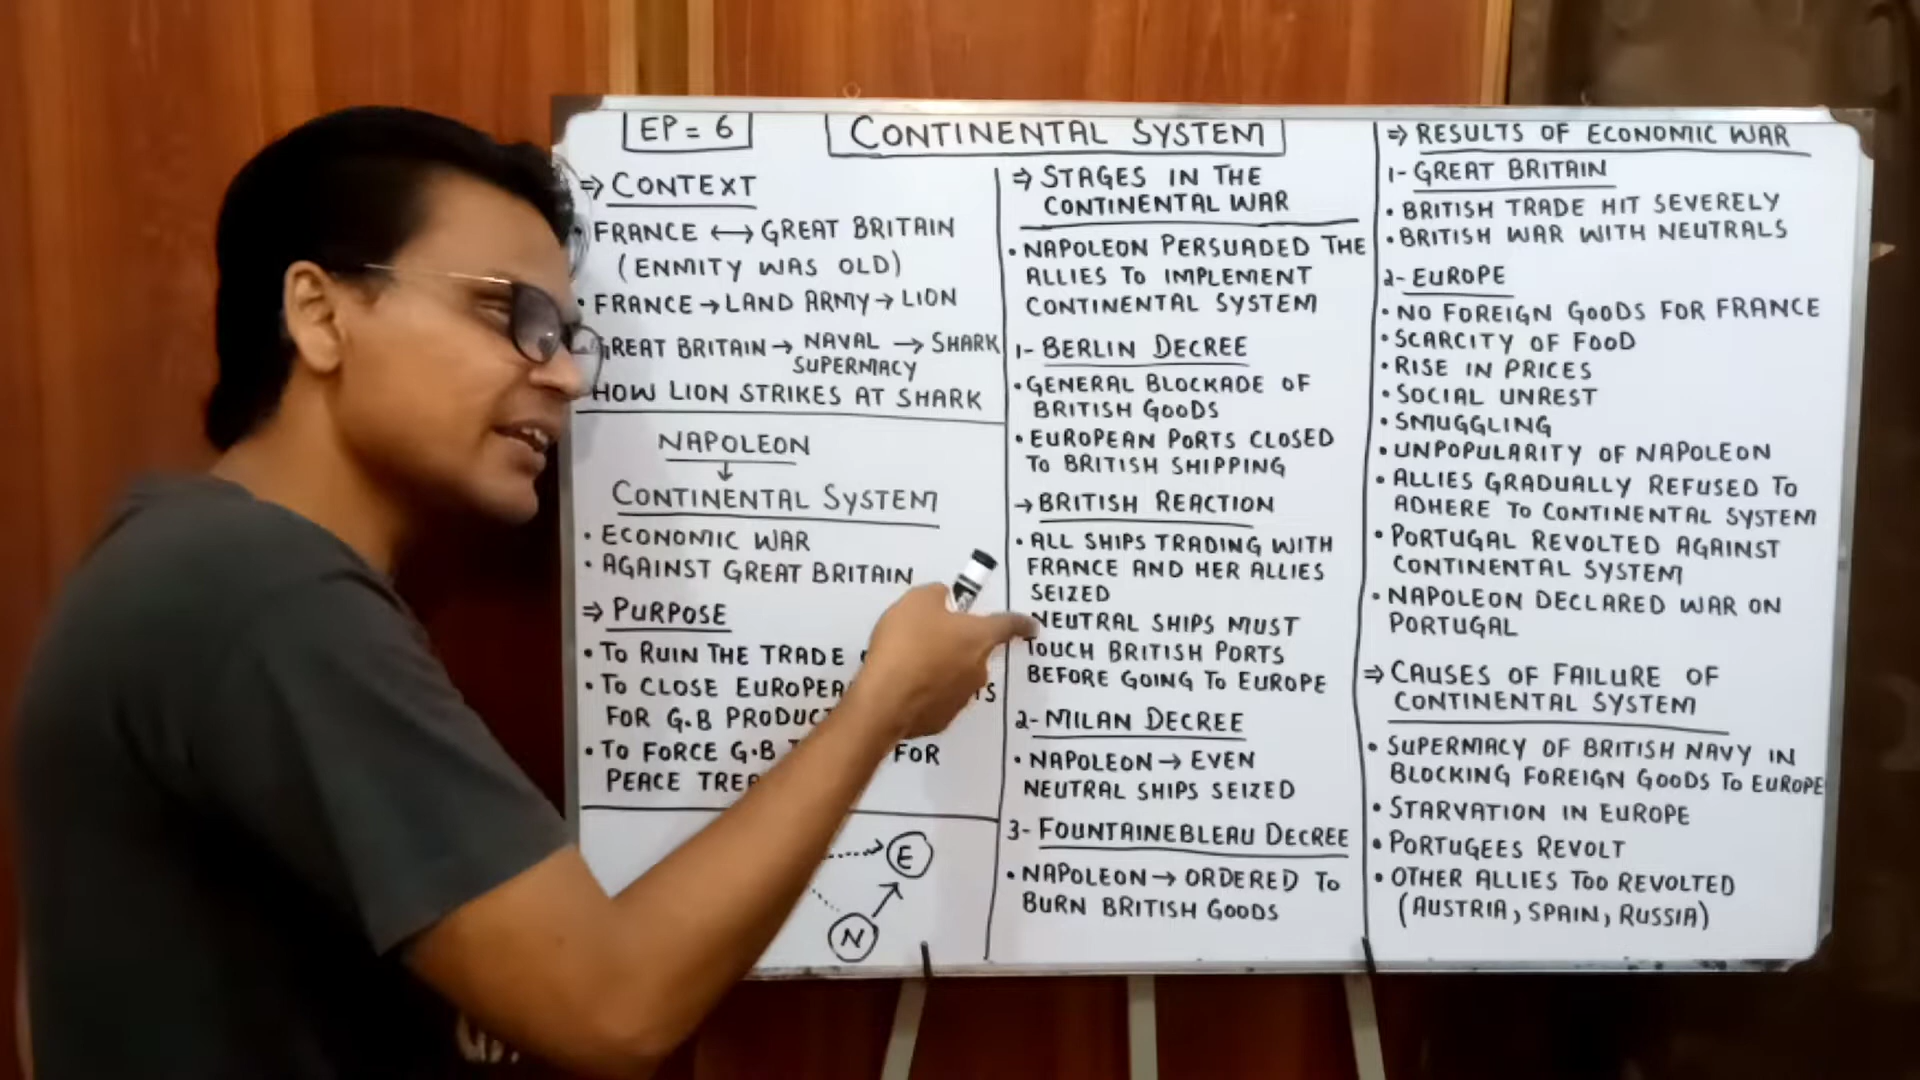 EP = 6
CONTINENTAL SYSTEM
⇒ CONTEXT
• FRANCE ↔ GREAT BRITAIN
(ENMITY WAS OLD)
• FRANCE → LAND ARMY → LION
GREAT BRITAIN → NAVAL SUPERMACY → SHARK
HOW LION STRIKES AT SHARK
NAPOLEON
↓
CONTINENTAL SYSTEM
• ECONOMIC WAR
• AGAINST GREAT BRITAIN
⇒ PURPOSE
• TO RUIN THE TRADE
• TO CLOSE
FOR G.B
• TO FORCE G.B FOR
PEACE
E
N
⇒ STAGES IN THE
CONTINENTAL WAR
• NAPOLEON PERSUADED THE
ALLIES TO IMPLEMENT
CONTINENTAL SYSTEM
1- BERLIN DECREE
• GENERAL BLOCKADE OF
BRITISH GOODS
• EUROPEAN PORTS CLOSED
TO BRITISH SHIPPING
→ BRITISH REACTION
• ALL SHIPS TRADING WITH
FRANCE AND HER ALLIES
SEIZED
NEUTRAL SHIPS MUST
TOUCH BRITISH PORTS
BEFORE GOING TO EUROPE
2- MILAN DECREE
• NAPOLEON → EVEN
NEUTRAL SHIPS SEIZED
3- FOUNTAINEBLEAU DECREE
• NAPOLEON → ORDERED TO
BURN BRITISH GOODS
⇒ RESULTS OF ECONOMIC WAR
1- GREAT BRITAIN
• BRITISH TRADE HIT SEVERELY
• BRITISH WAR WITH NEUTRALS
2- EUROPE
• NO FOREIGN GOODS FOR FRANCE
• SCARCITY OF FOOD
• RISE IN PRICES
• SOCIAL UNREST
• SMUGGLING
• UNPOPULARITY OF NAPOLEON
• ALLIES GRADUALLY REFUSED TO
ADHERE TO CONTINENTAL SYSTEM
• PORTUGAL REVOLTED AGAINST
CONTINENTAL SYSTEM
• NAPOLEON DECLARED WAR ON
PORTUGAL
⇒ CAUSES OF FAILURE OF
CONTINENTAL SYSTEM
• SUPERMACY OF BRITISH NAVY IN
BLOCKING FOREIGN GOODS TO EUROPE
• STARVATION IN EUROPE
• PORTUGEES REVOLT
• OTHER ALLIES TOO REVOLTED
(AUSTRIA, SPAIN, RUSSIA)